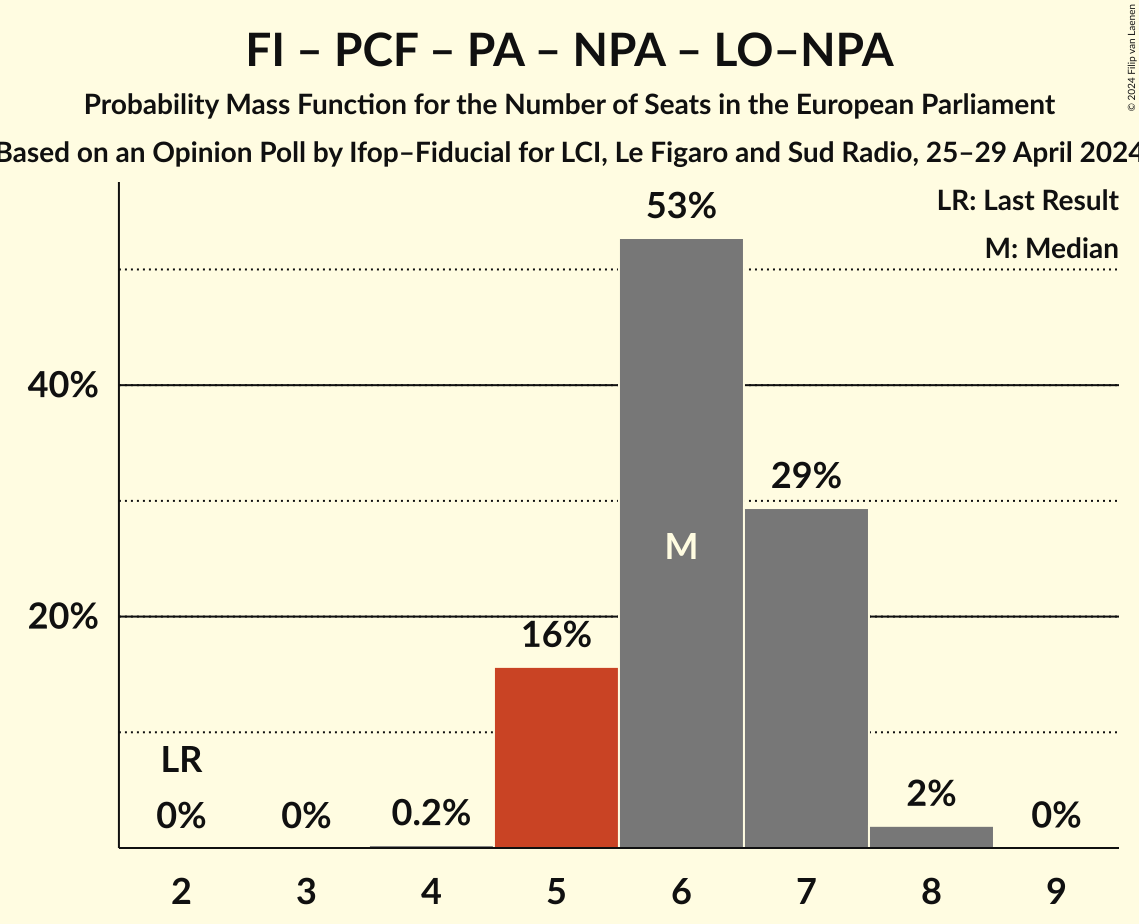 FI – PCF – PA – NPA – LO–NPA
Probability Mass Function for the Number of Seats in the European Parliament
Based on an Opinion Poll by Ifop–Fiducial for LCI, Le Figaro and Sud Radio, 25–29 April 2024
© 2024 Filip van Laenen
LR: Last Result
M: Median
53%
40%
29%
M
20%
16%
LR
0%
0%
0.2%
2%
0%
2
3
4
5
6
7
8
9